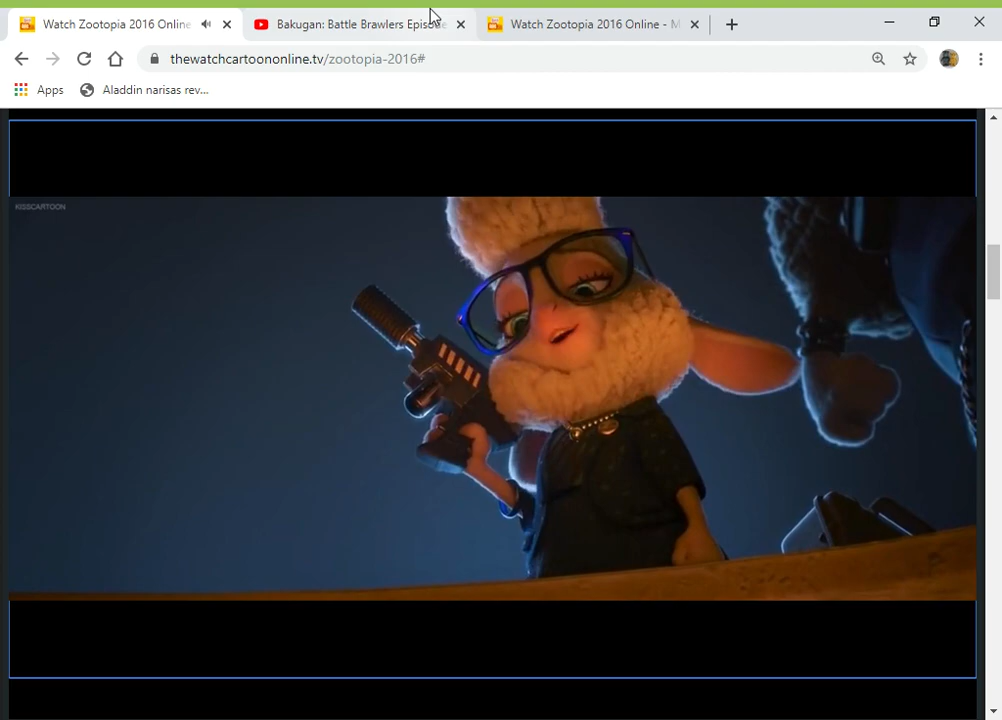 Watch Zootopia 2016 Online
Bakugan: Battle Brawlers Episode
Watch Zootopia 2016 Online - M
thewatchcartoononline.tv/zootopia-2016#
Apps
Aladdin narisas rev...
KISSCARTOON